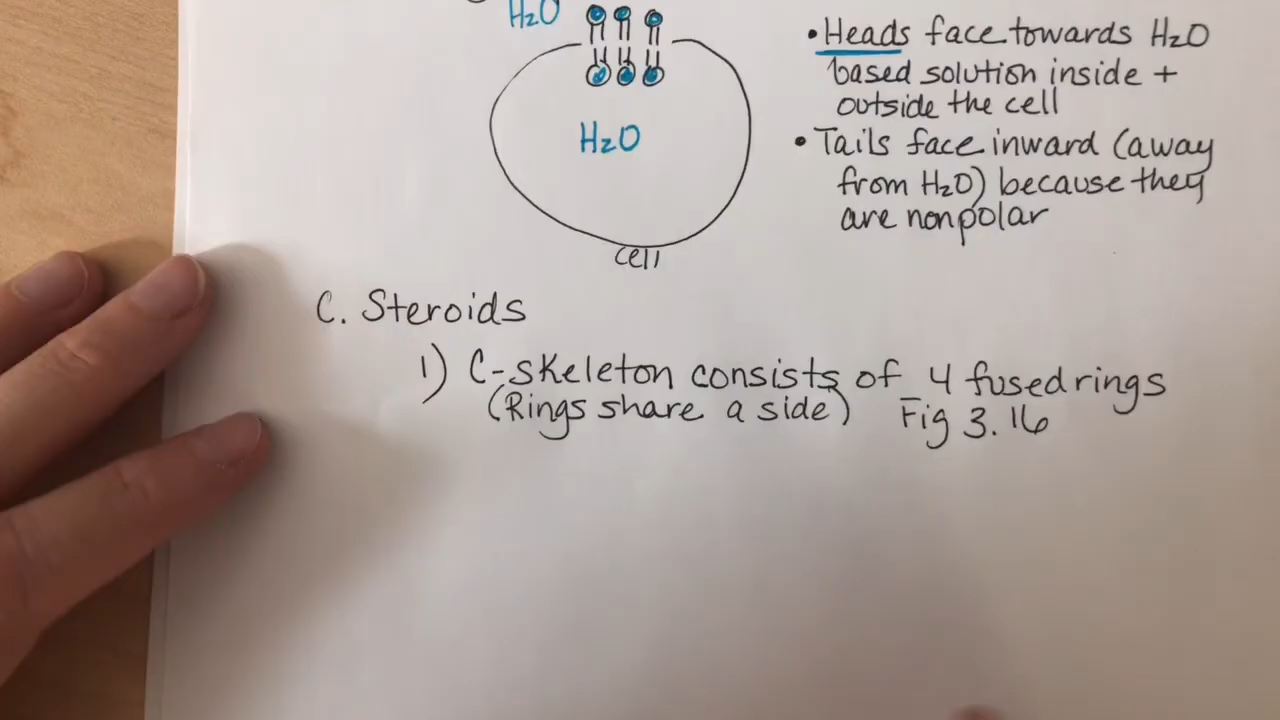 H₂O
• Heads face towards H₂O
based solution inside +
outside the cell
H₂O
• Tails face inward (away
from H₂O) because they
are nonpolar
cell
C. Steroids
1) C-skeleton consists of 4 fused rings
(Rings share a side) Fig 3.16